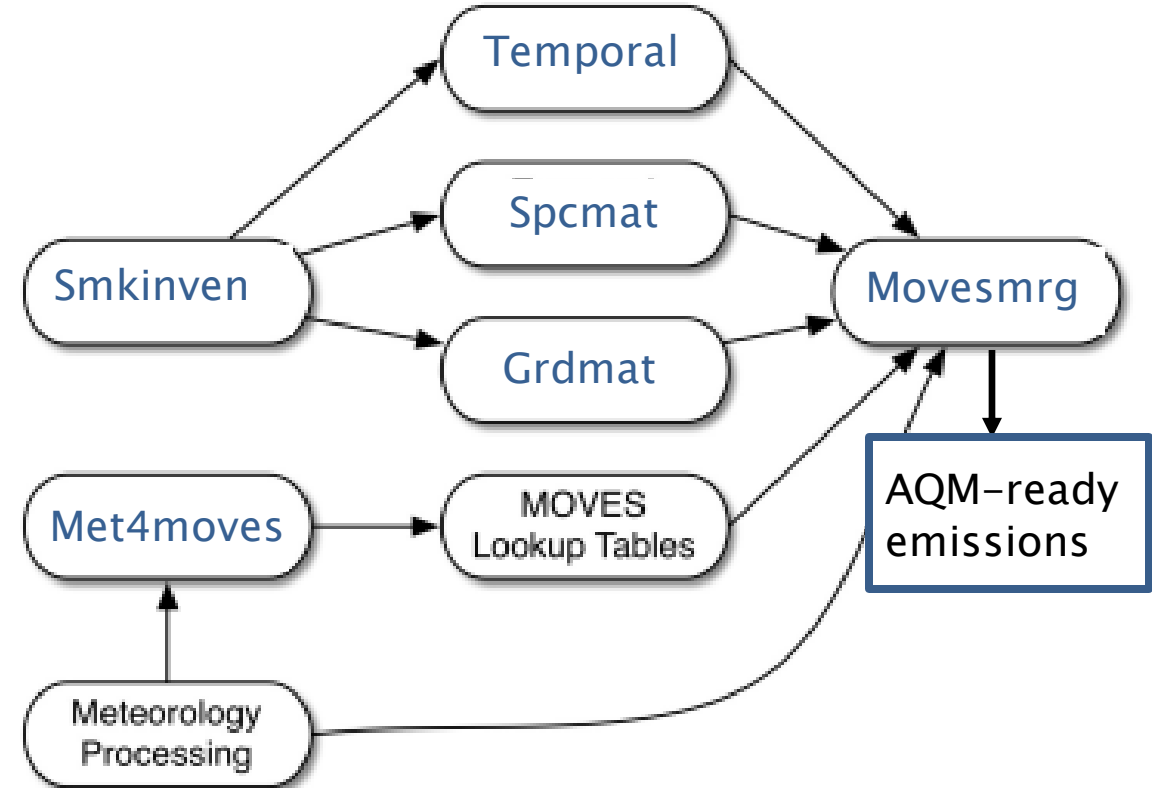 Temporal
Spcmat
Smkinven
Movesmrg
Grdmat
AQM-ready
emissions
Met4moves
MOVES
Lookup Tables
Meteorology
Processing